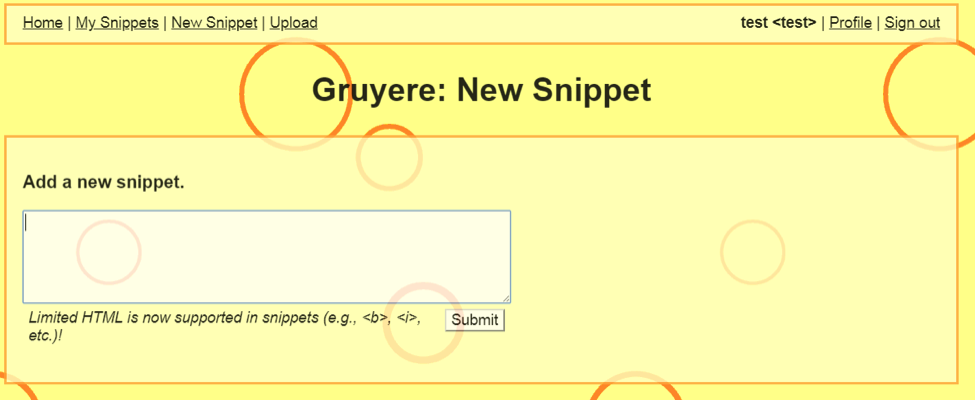 Home | My Snippets | New Snippet | Upload test <test> | Profile | Sign out
Gruyere: New Snippet
Add a new snippet.
Limited HTML is now supported in snippets (e.g., <b>, <i>,
etc.)!
Submit